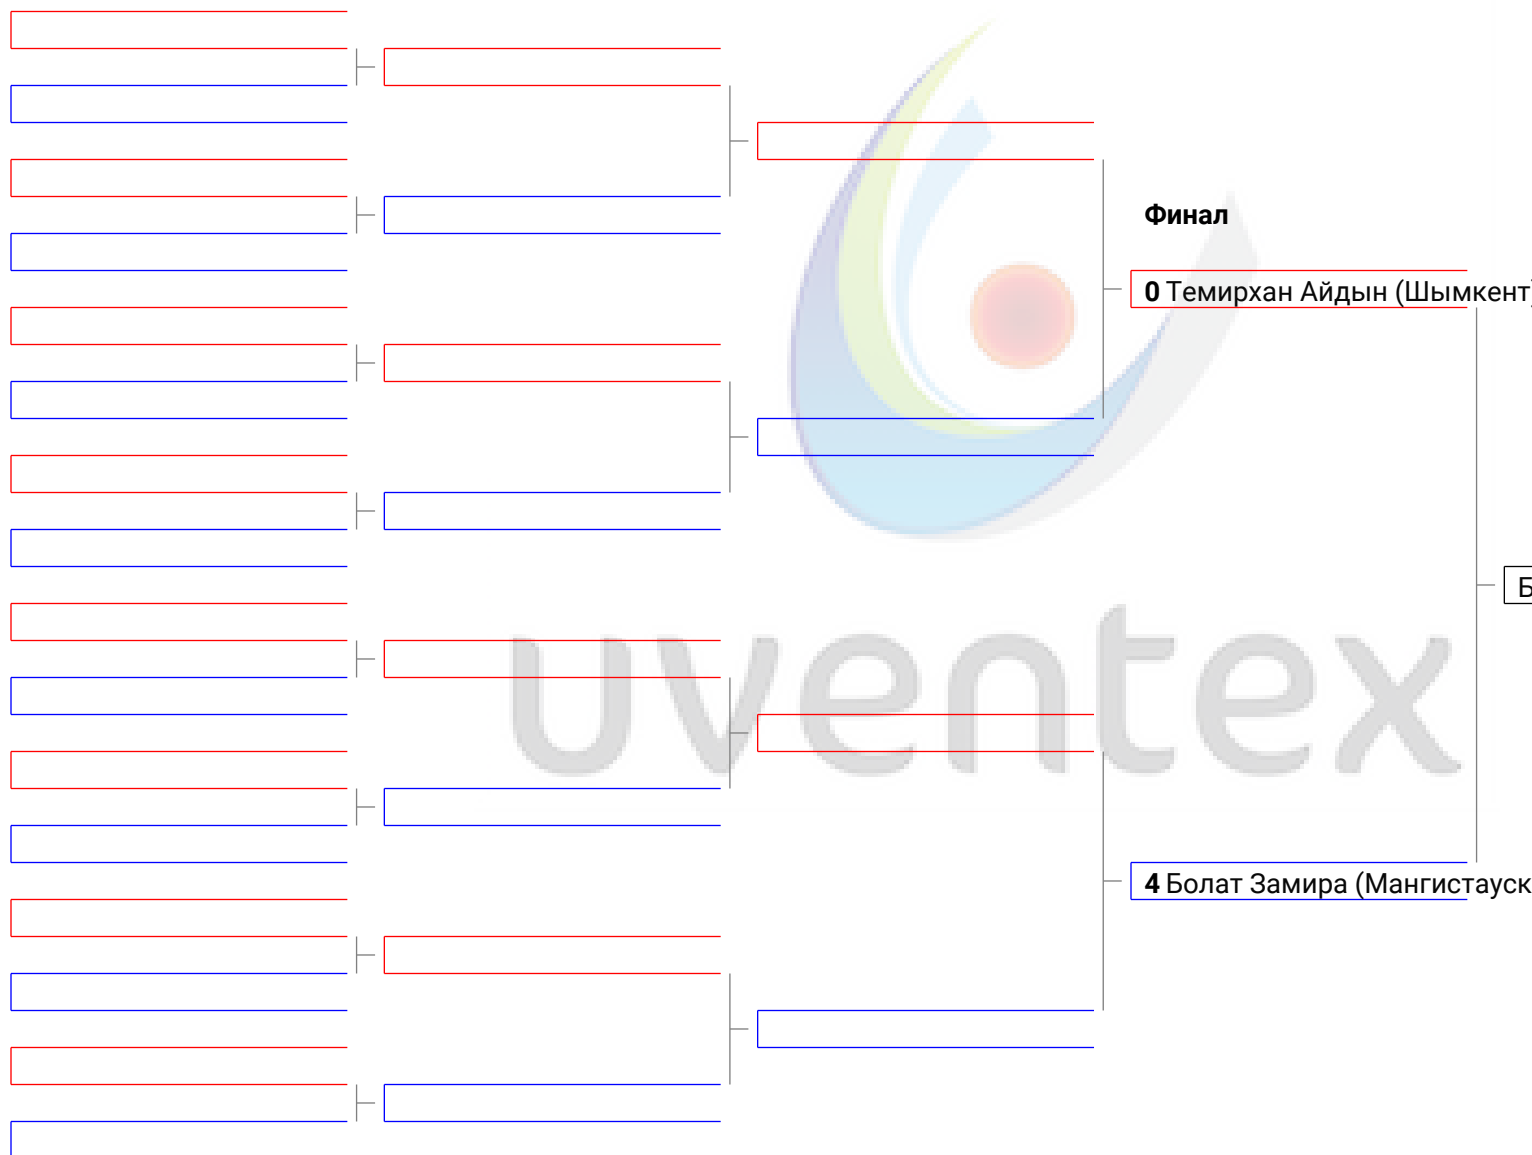 Финал
0 Темирхан Айдын (Шымкент)
Б
uventex
4 Болат Замира (Мангистауск